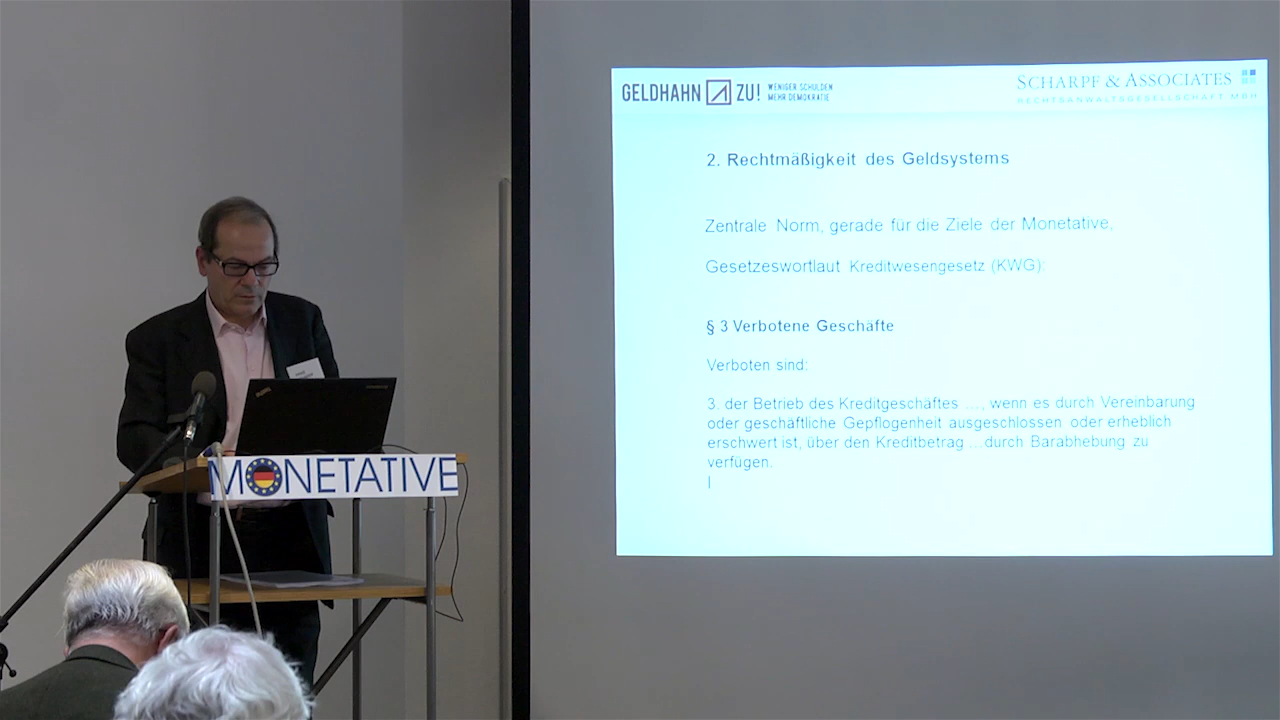 GELDHAHN ZU! WENIGER SCHULDEN
MEHR DEMOKRATIE
SCHARPF & ASSOCIATES
RECHTSANWALTSGESELLSCHAFT MBH
2. Rechtmäßigkeit des Geldsystems
Zentrale Norm, gerade für die Ziele der Monetative,
Gesetzeswortlaut Kreditwesengesetz (KWG):
§ 3 Verbotene Geschäfte
Verboten sind:
3. der Betrieb des Kreditgeschäftes ..., wenn es durch Vereinbarung
oder geschäftliche Gepflogenheit ausgeschlossen oder erheblich
erschwert ist, über den Kreditbetrag ... durch Barabhebung zu
verfügen.
MONETATIVE